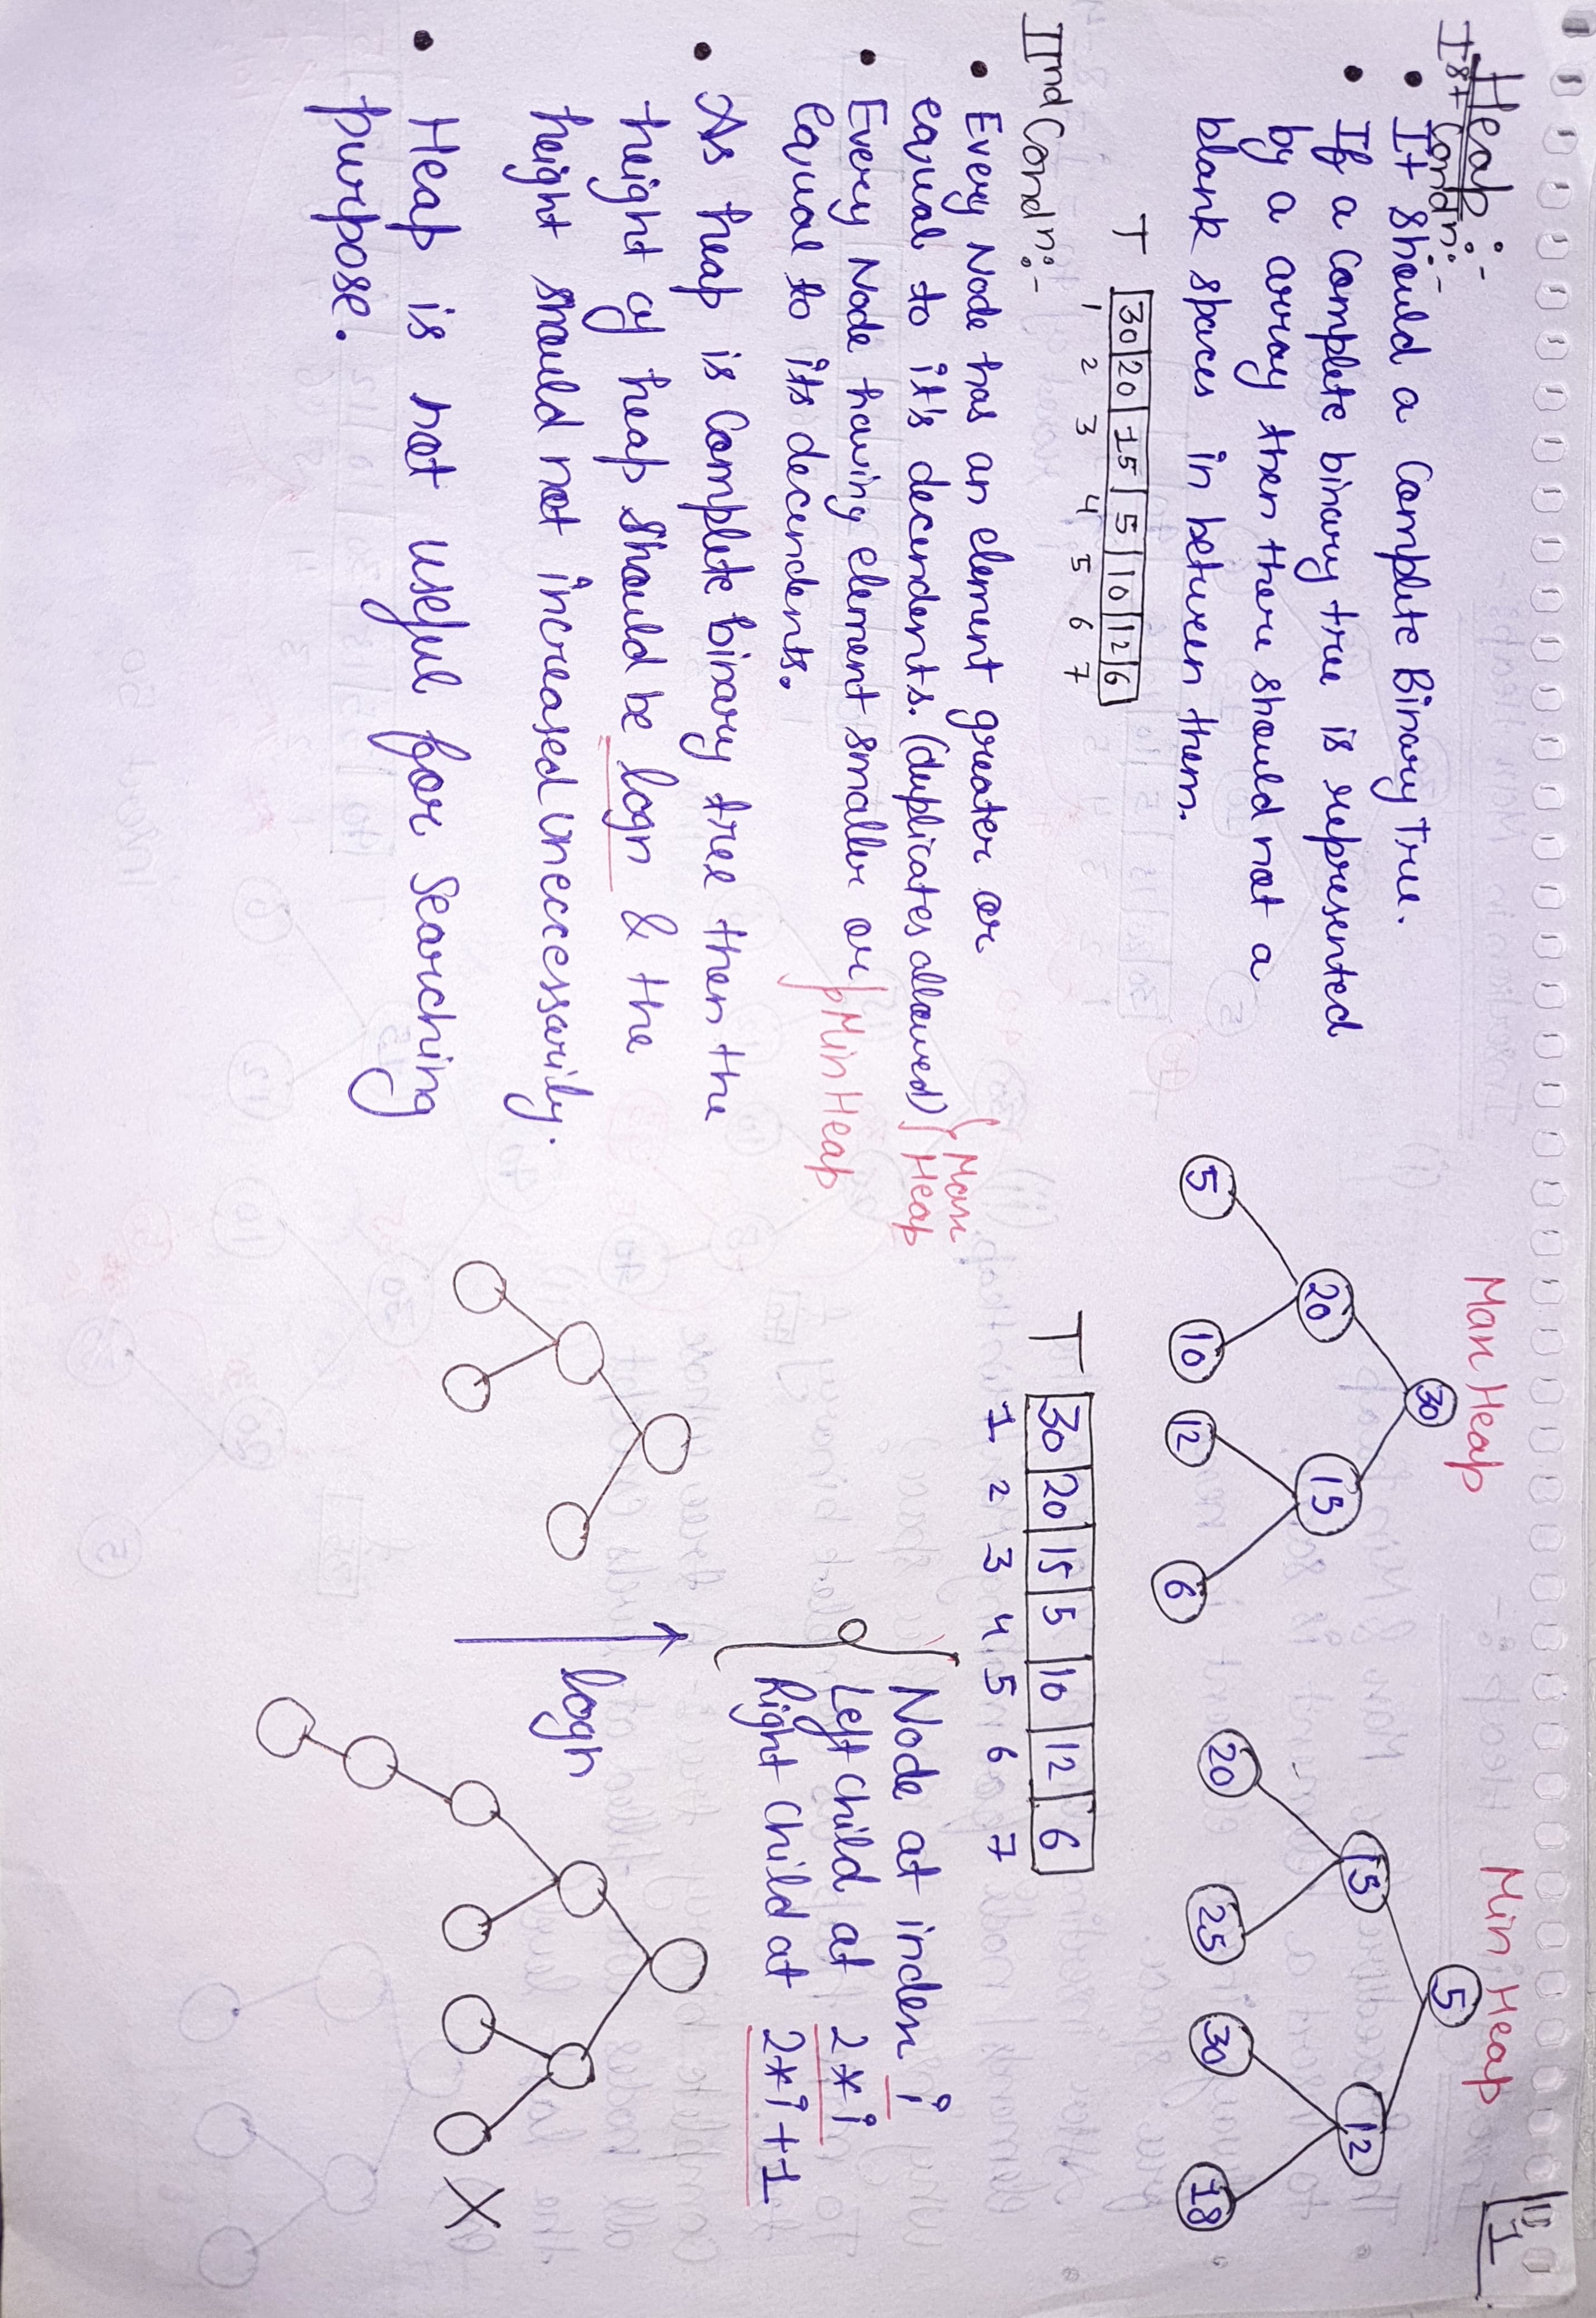 Heap :-
Ist Condn:-
• It should a Complete Binary Tree.
• If a Complete binary tree is represented
by a array then there should not a
blank spaces in between them.
T 30 20 15 5 10 12 6
1 2 3 4 5 6 7
IInd Condn:-
• Every Node has an element greater or
equal to it's decendents. (duplicates allowed)
Max
Heap
• Every Node having element smaller or
equal to its decendents.
Min Heap
• As heap is Complete binary tree then the
height of heap should be logn & the
height should not increased uneccessarily.
• Heap is not useful for searching
purpose.
1
Max Heap
30
20 15
5 10 12 6
Min Heap
5
15 12
20 25 30 18
T 30 20 15 5 10 12 6
1 2 3 4 5 6 7
Node at index i
Left Child at 2*i
Right Child at 2*i+1
logn
X